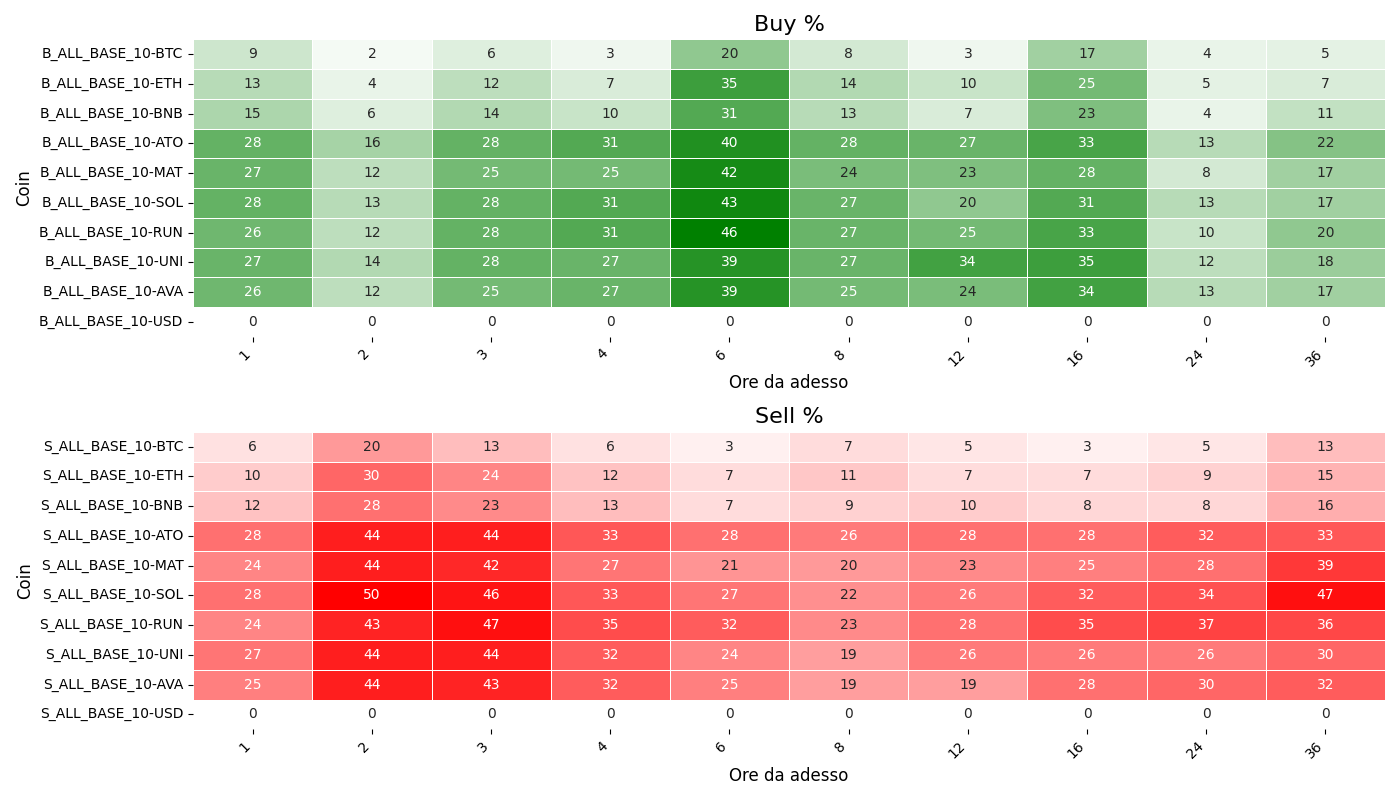 Buy %
B_ALL_BASE_10-BTC 9 2 6 3 20 8 3 17 4 5
B_ALL_BASE_10-ETH 13 4 12 7 35 14 10 25 5 7
B_ALL_BASE_10-BNB 15 6 14 10 31 13 7 23 4 11
B_ALL_BASE_10-ATO 28 16 28 31 40 28 27 33 13 22
B_ALL_BASE_10-MAT 27 12 25 25 42 24 23 28 8 17
B_ALL_BASE_10-SOL 28 13 28 31 43 27 20 31 13 17
B_ALL_BASE_10-RUN 26 12 28 31 46 27 25 33 10 20
B_ALL_BASE_10-UNI 27 14 28 27 39 27 34 35 12 18
B_ALL_BASE_10-AVA 26 12 25 27 39 25 24 34 13 17
B_ALL_BASE_10-USD 0 0 0 0 0 0 0 0 0 0
Coin
1 2 3 4 6 8 12 16 24 36
Ore da adesso
Sell %
S_ALL_BASE_10-BTC 6 20 13 6 3 7 5 3 5 13
S_ALL_BASE_10-ETH 10 30 24 12 7 11 7 7 9 15
S_ALL_BASE_10-BNB 12 28 23 13 7 9 10 8 8 16
S_ALL_BASE_10-ATO 28 44 44 33 28 26 28 28 32 33
S_ALL_BASE_10-MAT 24 44 42 27 21 20 23 25 28 39
S_ALL_BASE_10-SOL 28 50 46 33 27 22 26 32 34 47
S_ALL_BASE_10-RUN 24 43 47 35 32 23 28 35 37 36
S_ALL_BASE_10-UNI 27 44 44 32 24 19 26 26 26 30
S_ALL_BASE_10-AVA 25 44 43 32 25 19 19 28 30 32
S_ALL_BASE_10-USD 0 0 0 0 0 0 0 0 0 0
Coin
1 2 3 4 6 8 12 16 24 36
Ore da adesso